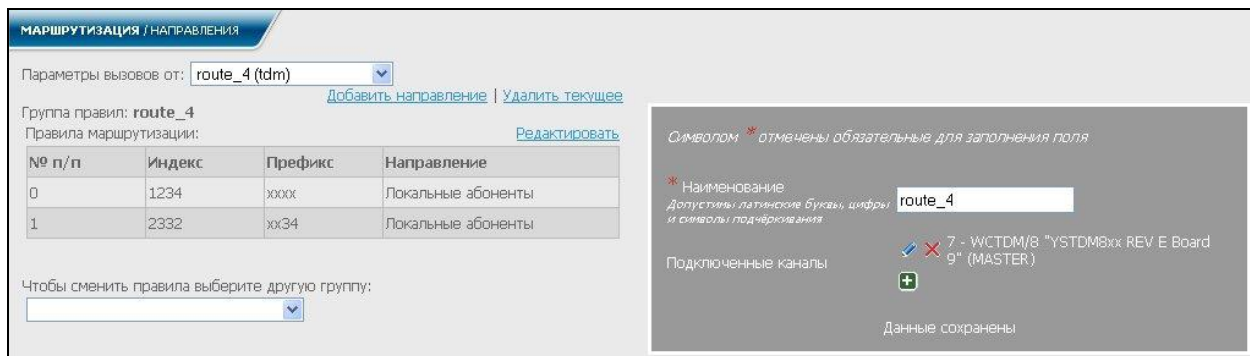 МАРШРУТИЗАЦИЯ / НАПРАВЛЕНИЯ
Параметры вызовов от: route_4 (tdm)
Добавить направление | Удалить текущее
Группа правил: route_4
Правила маршрутизации: Редактировать
№ п/п Индекс Префикс Направление
0 1234 xxxx Локальные абоненты
1 2332 xx34 Локальные абоненты
Чтобы сменить правила выберите другую группу:
Символом * отмечены обязательные для заполнения поля
* Наименование
Допустимы латинские буквы, цифры
и символы подчёркивания
route_4
Подключенные каналы
7 - WCTDM/8 "YSTDM8xx REV E Board
9" (MASTER)
Данные сохранены